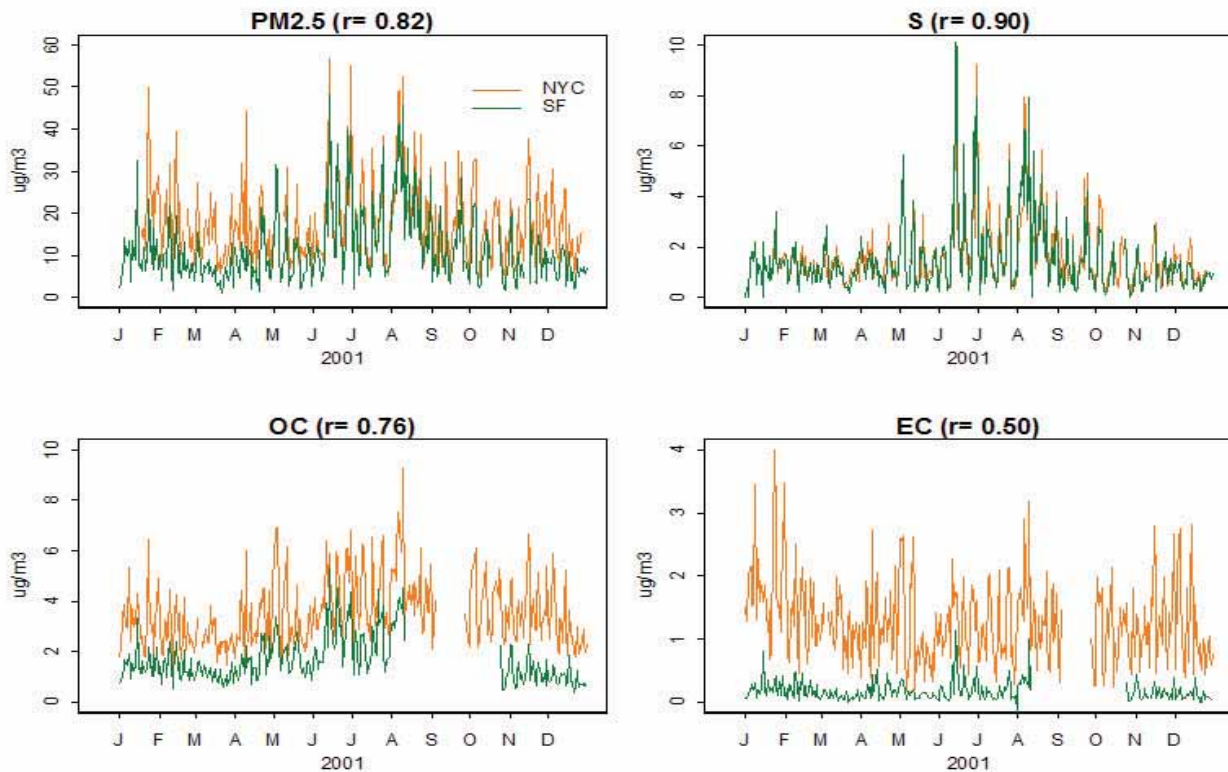 PM2.5 (r= 0.82)
ug/m3
60
50
40
30
20
10
0
NYC
SF
J F M A M J J A S O N D
2001
S (r= 0.90)
ug/m3
10
8
6
4
2
0
J F M A M J J A S O N D
2001
OC (r= 0.76)
ug/m3
10
8
6
4
2
0
J F M A M J J A S O N D
2001
EC (r= 0.50)
ug/m3
4
3
2
1
0
J F M A M J J A S O N D
2001